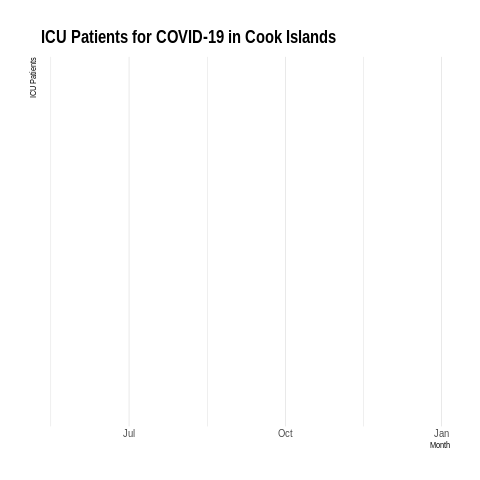 ICU Patients for COVID-19 in Cook Islands
ICU Patients
Jul
Oct
Jan
Month